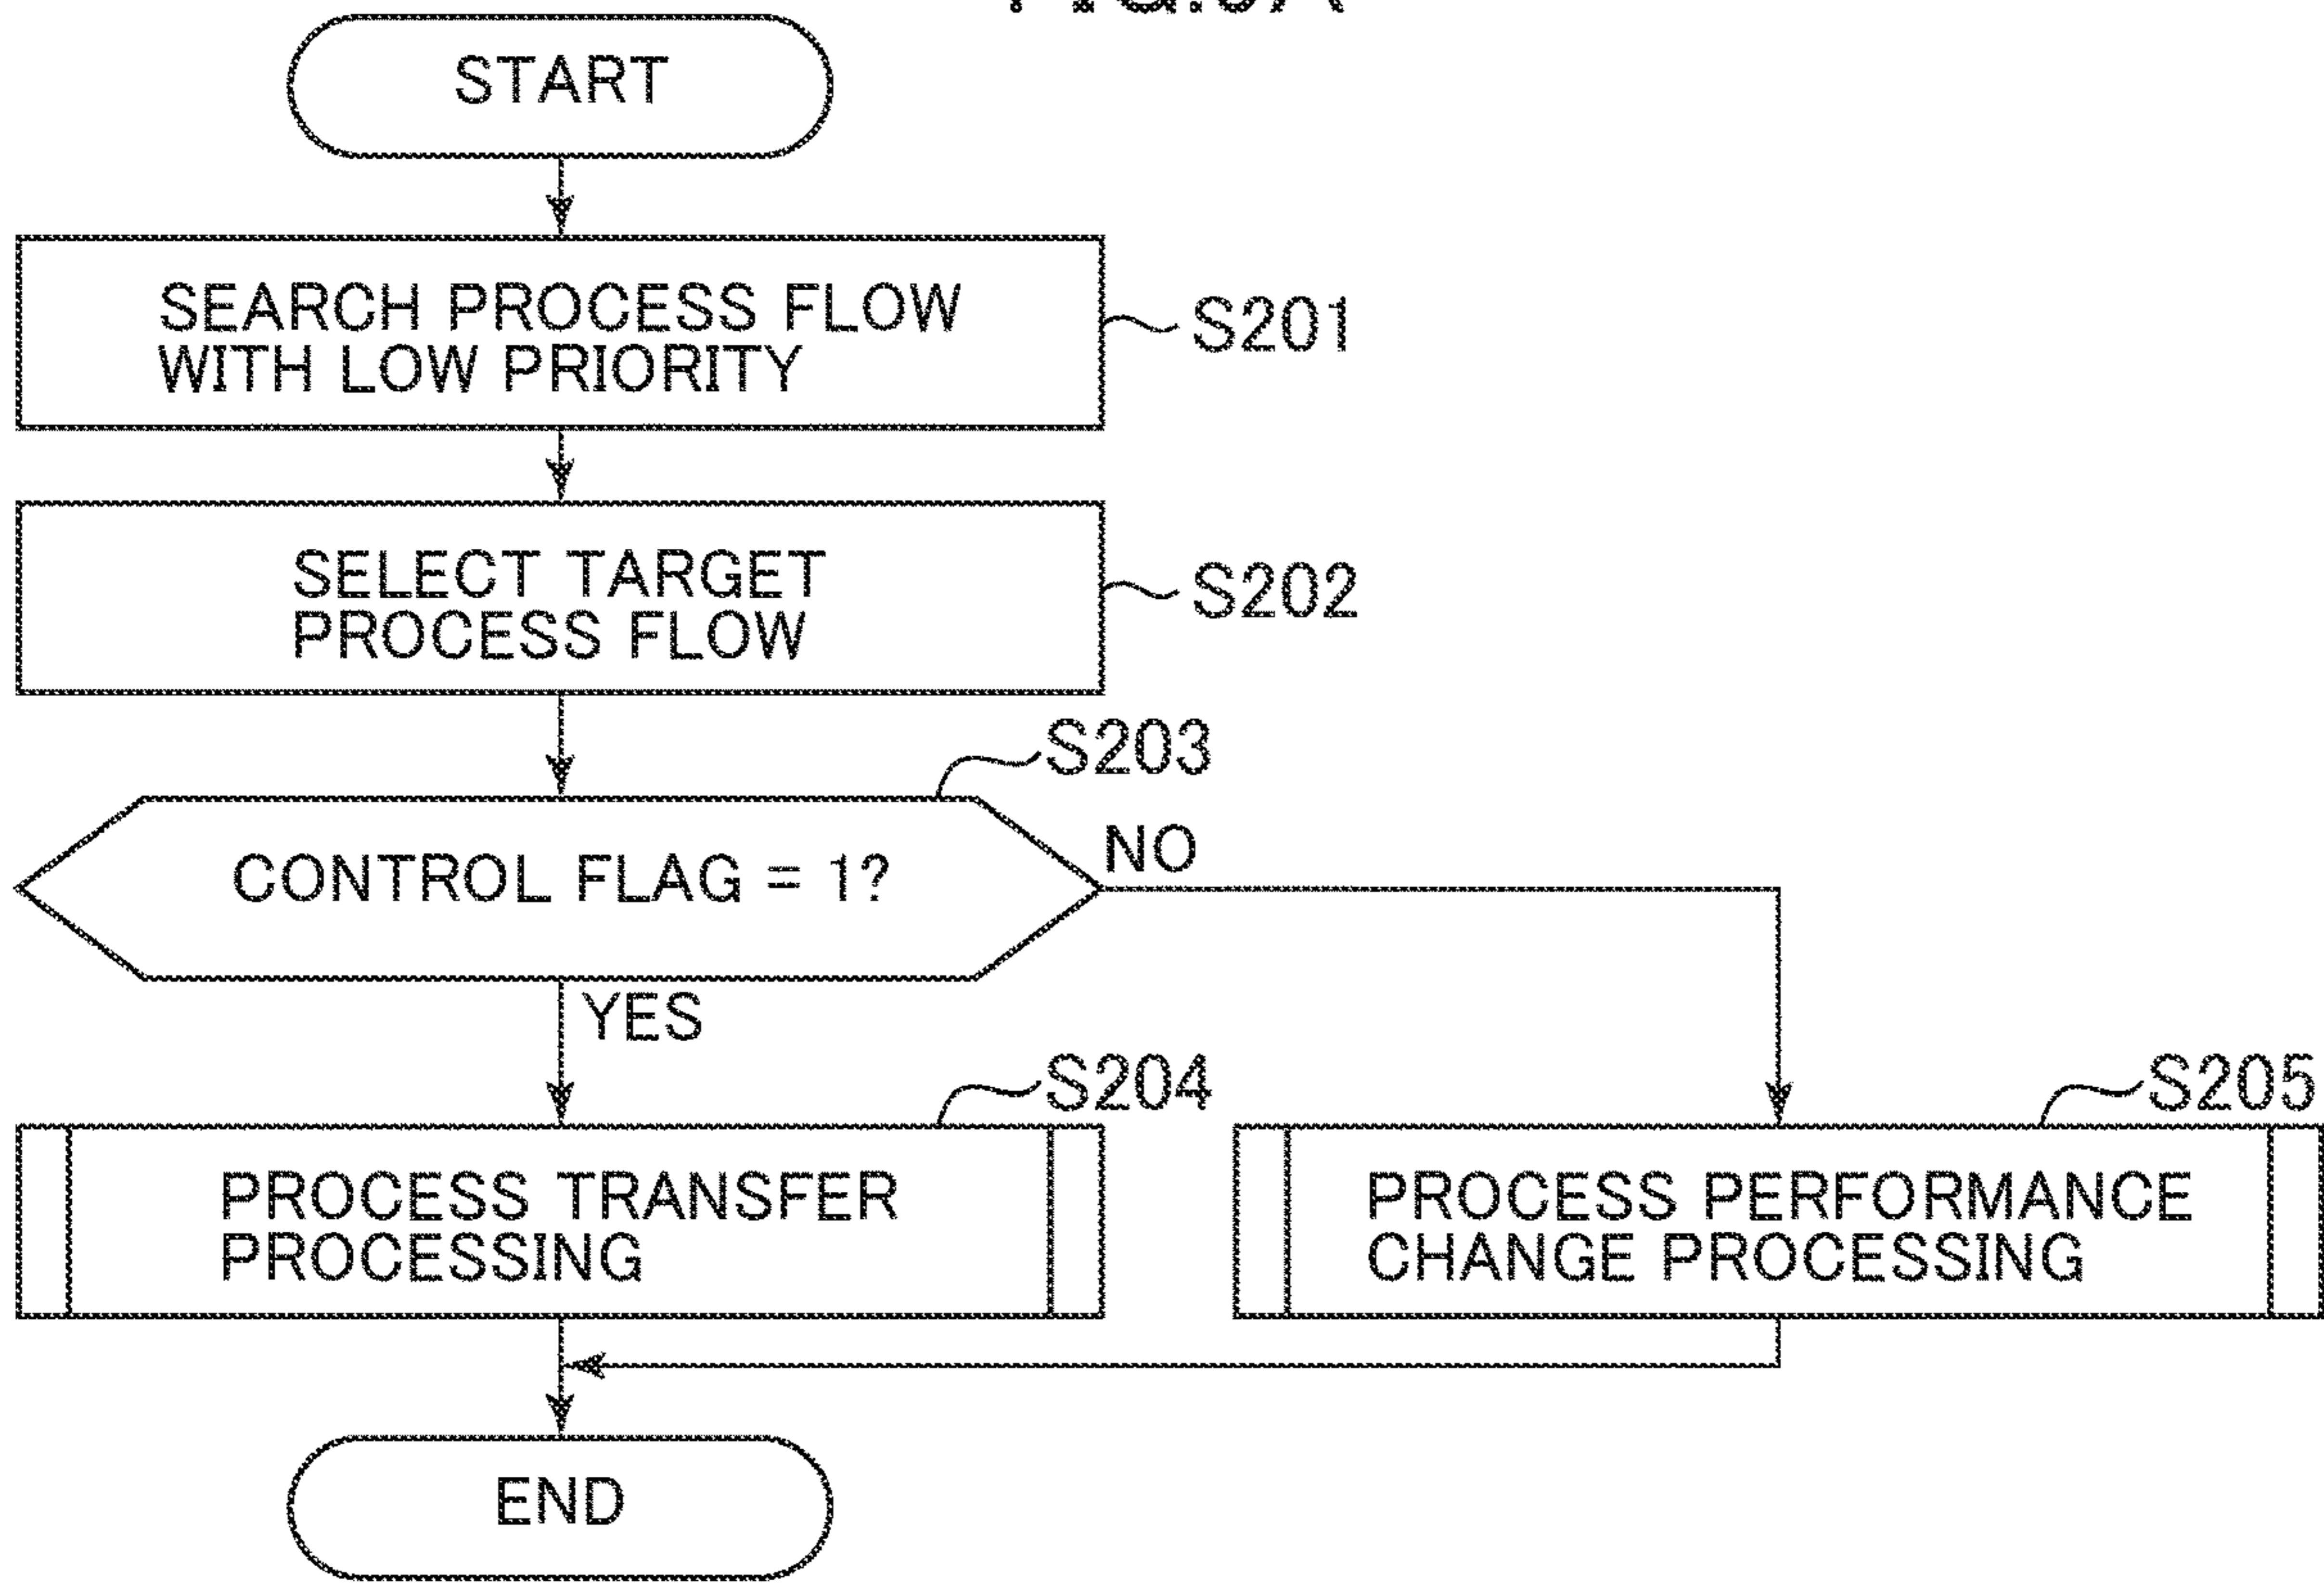 START
SEARCH PROCESS FLOW
WITH LOW PRIORITY
S201
SELECT TARGET
PROCESS FLOW
S202
S203
CONTROL FLAG = 1?
NO
YES
S204
S205
PROCESS TRANSFER
PROCESSING
PROCESS PERFORMANCE
CHANGE PROCESSING
END